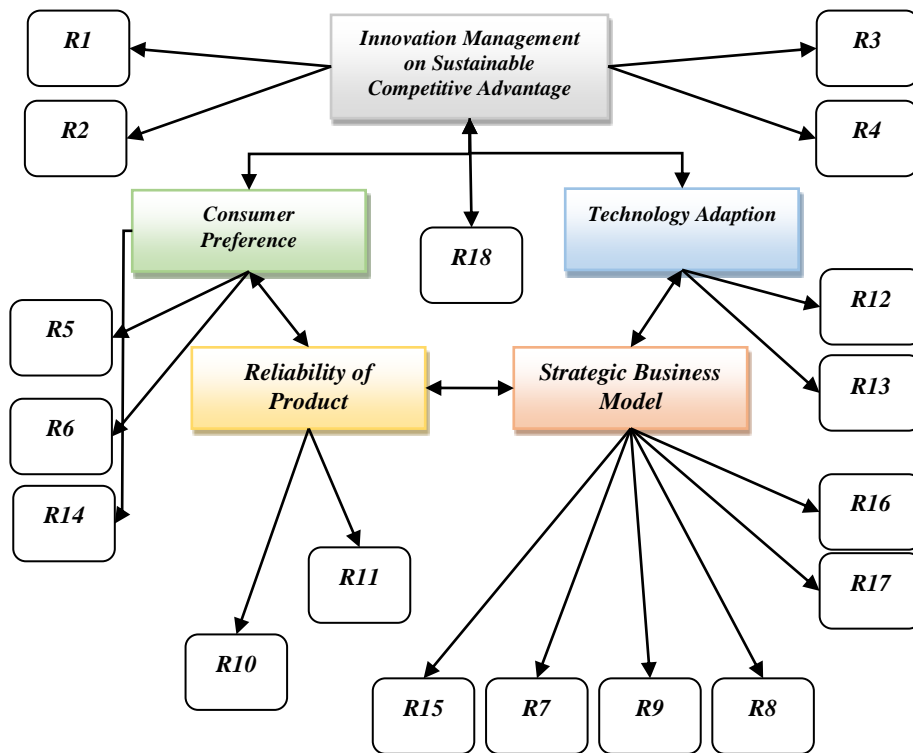 R1
Innovation Management
on Sustainable
Competitive Advantage
R3
R2
R4
Consumer
Preference
Technology Adaption
R18
R12
R5
Reliability of
Product
Strategic Business
Model
R13
R6
R14
R16
R11
R17
R10
R15
R7
R9
R8